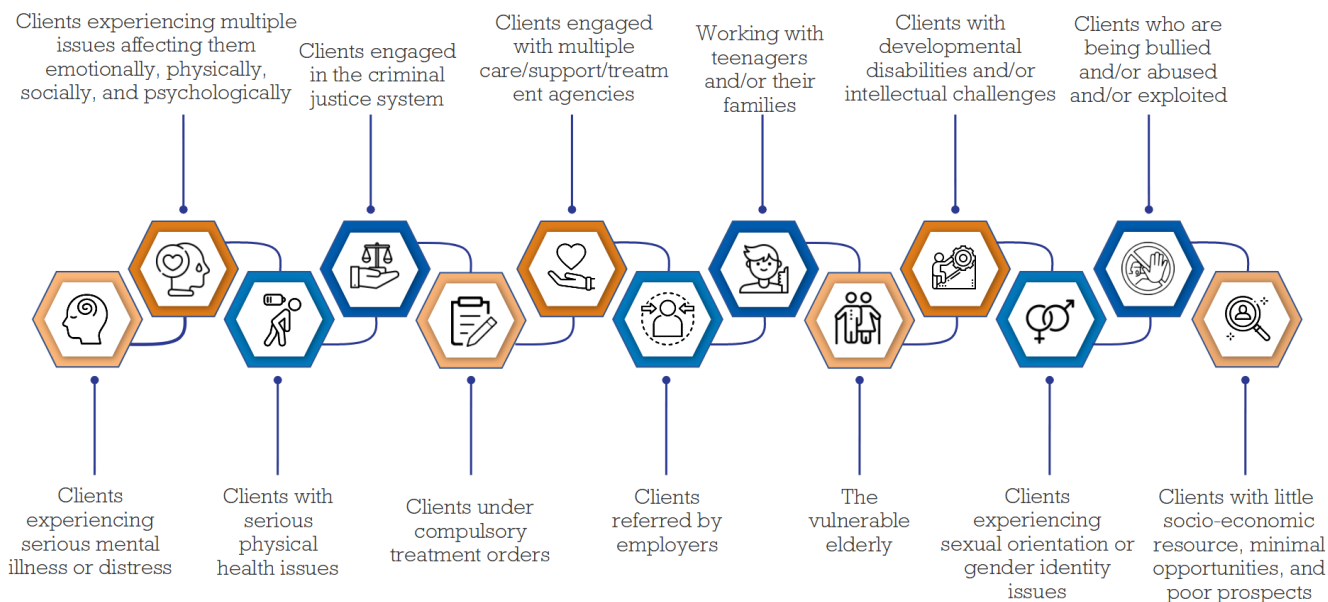 Clients experiencing multiple
issues affecting them
emotionally, physically,
socially, and psychologically
Clients engaged
in the criminal
justice system
Clients engaged
with multiple
care/support/treatm
ent agencies
Working with
teenagers
and/or their
families
Clients with
developmental
disabilities and/or
intellectual challenges
Clients who are
being bullied
and/or abused
and/or exploited
Clients
experiencing
serious mental
illness or distress
Clients with
serious
physical
health issues
Clients under
compulsory
treatment orders
Clients
referred by
employers
The
vulnerable
elderly
Clients
experiencing
sexual orientation or
gender identity
issues
Clients with little
socio-economic
resource, minimal
opportunities, and
poor prospects